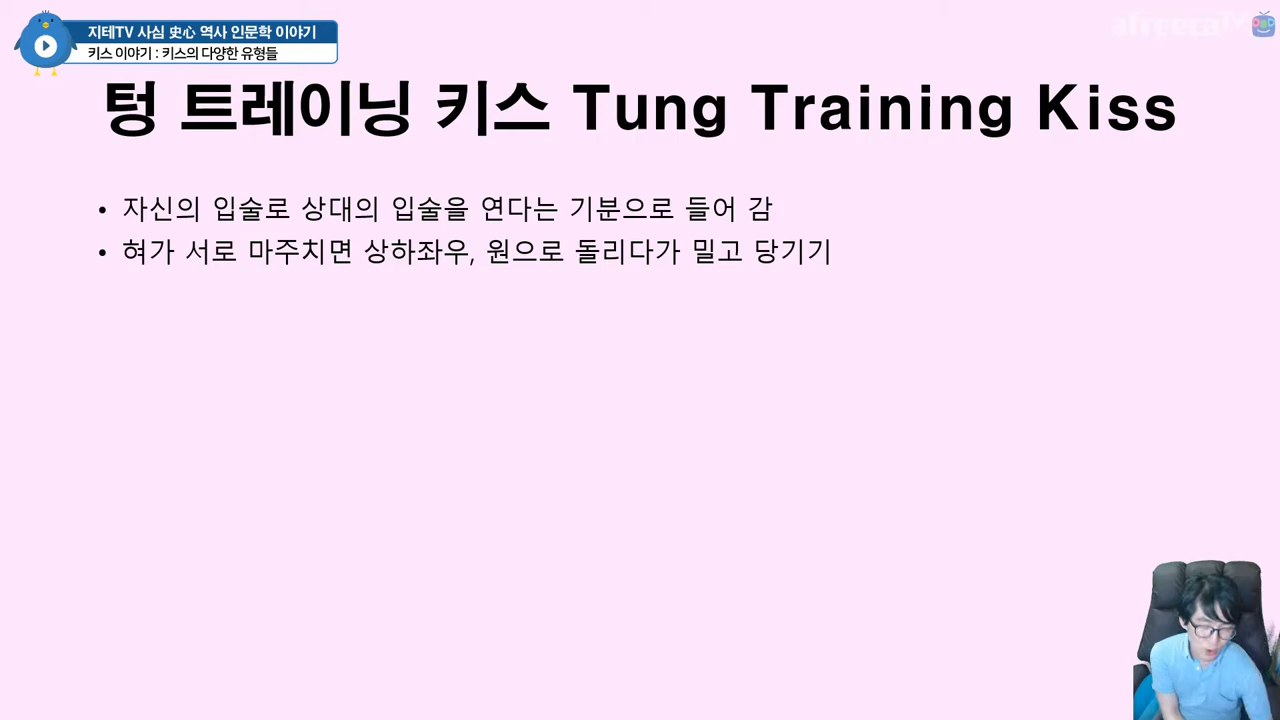 지테TV 사심 史心 역사 인문학 이야기
키스 이야기 : 키스의 다양한 유형들
afreecaTV
텅 트레이닝 키스 Tung Training Kiss
• 자신의 입술로 상대의 입술을 연다는 기분으로 들어 감
• 혀가 서로 마주치면 상하좌우, 원으로 돌리다가 밀고 당기기